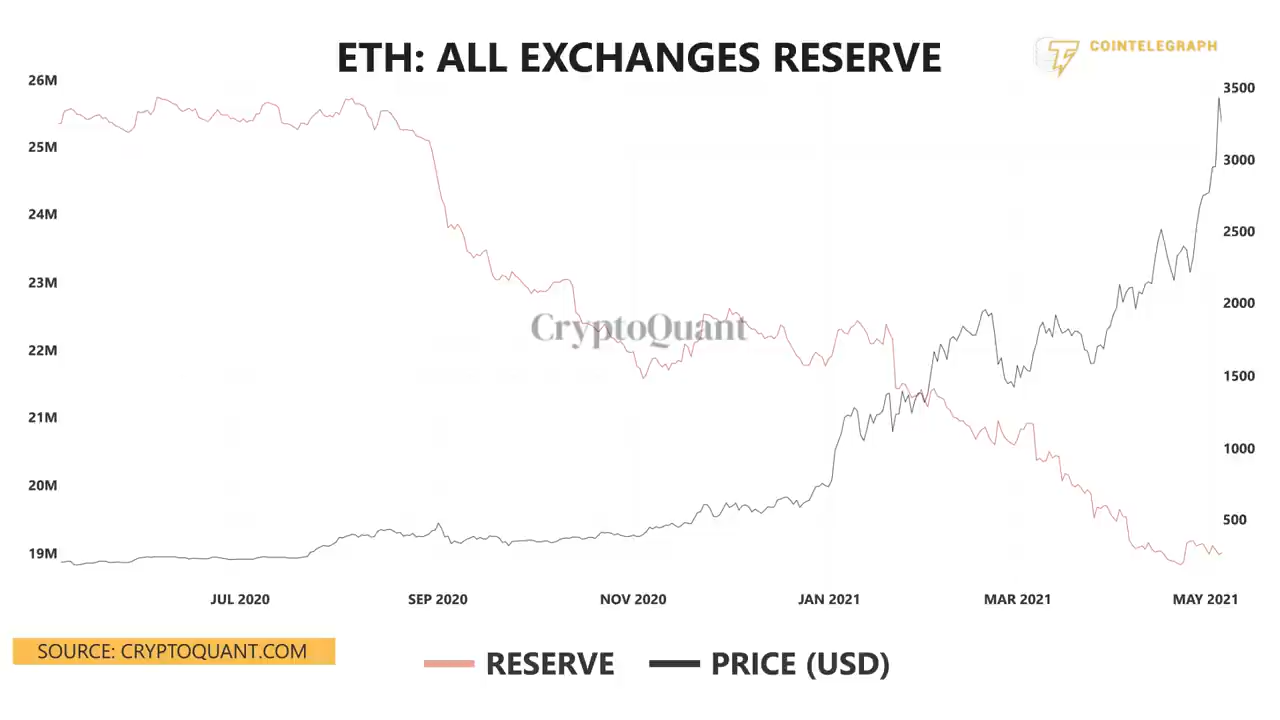 ETH: ALL EXCHANGES RESERVE
COINTELEGRAPH
26M
25M
24M
23M
22M
21M
20M
19M
3500
3000
2500
2000
1500
1000
500
CryptoQuant
JUL 2020 SEP 2020 NOV 2020 JAN 2021 MAR 2021 MAY 2021
SOURCE: CRYPTOQUANT.COM
RESERVE PRICE (USD)